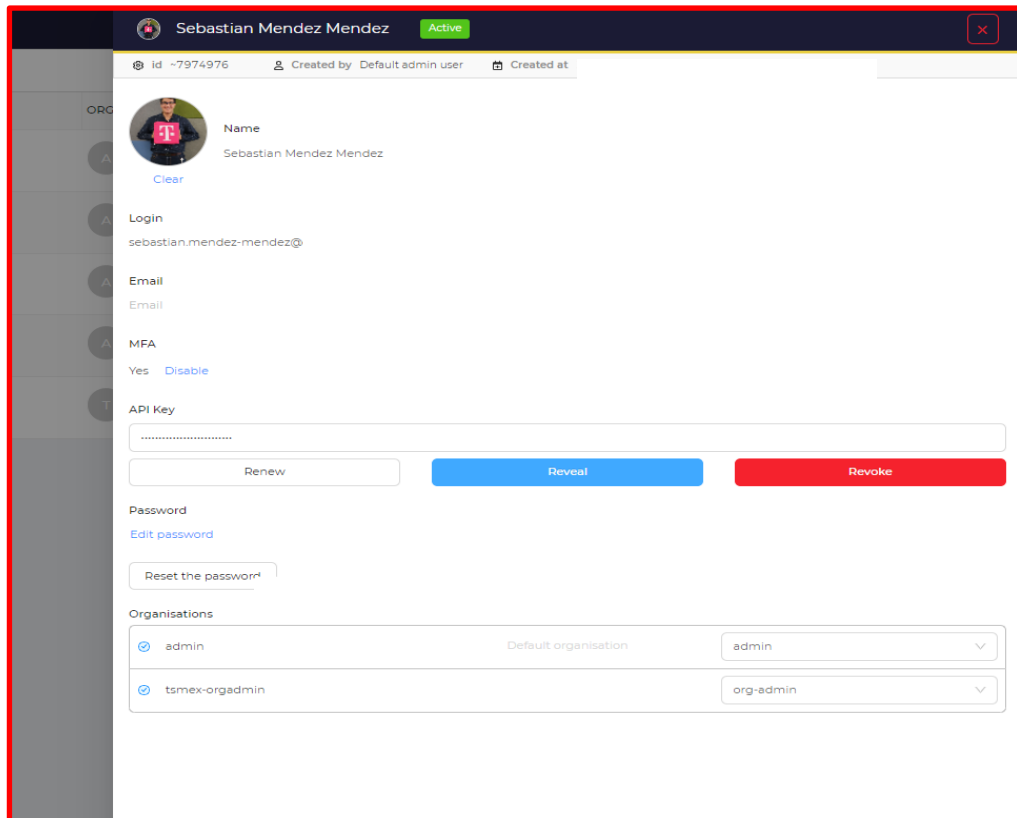 Sebastian Mendez Mendez Active
id ~7974976 Created by Default admin user Created at
ORG
A
Name
T
Sebastian Mendez Mendez
Clear
A
Login
sebastian.mendez-mendez@
Email
A
Email
MFA
A
Yes Disable
T
API Key
Renew Reveal Revoke
Password
Edit password
Reset the password
Organisations
admin Default organisation admin
tsmex-orgadmin org-admin